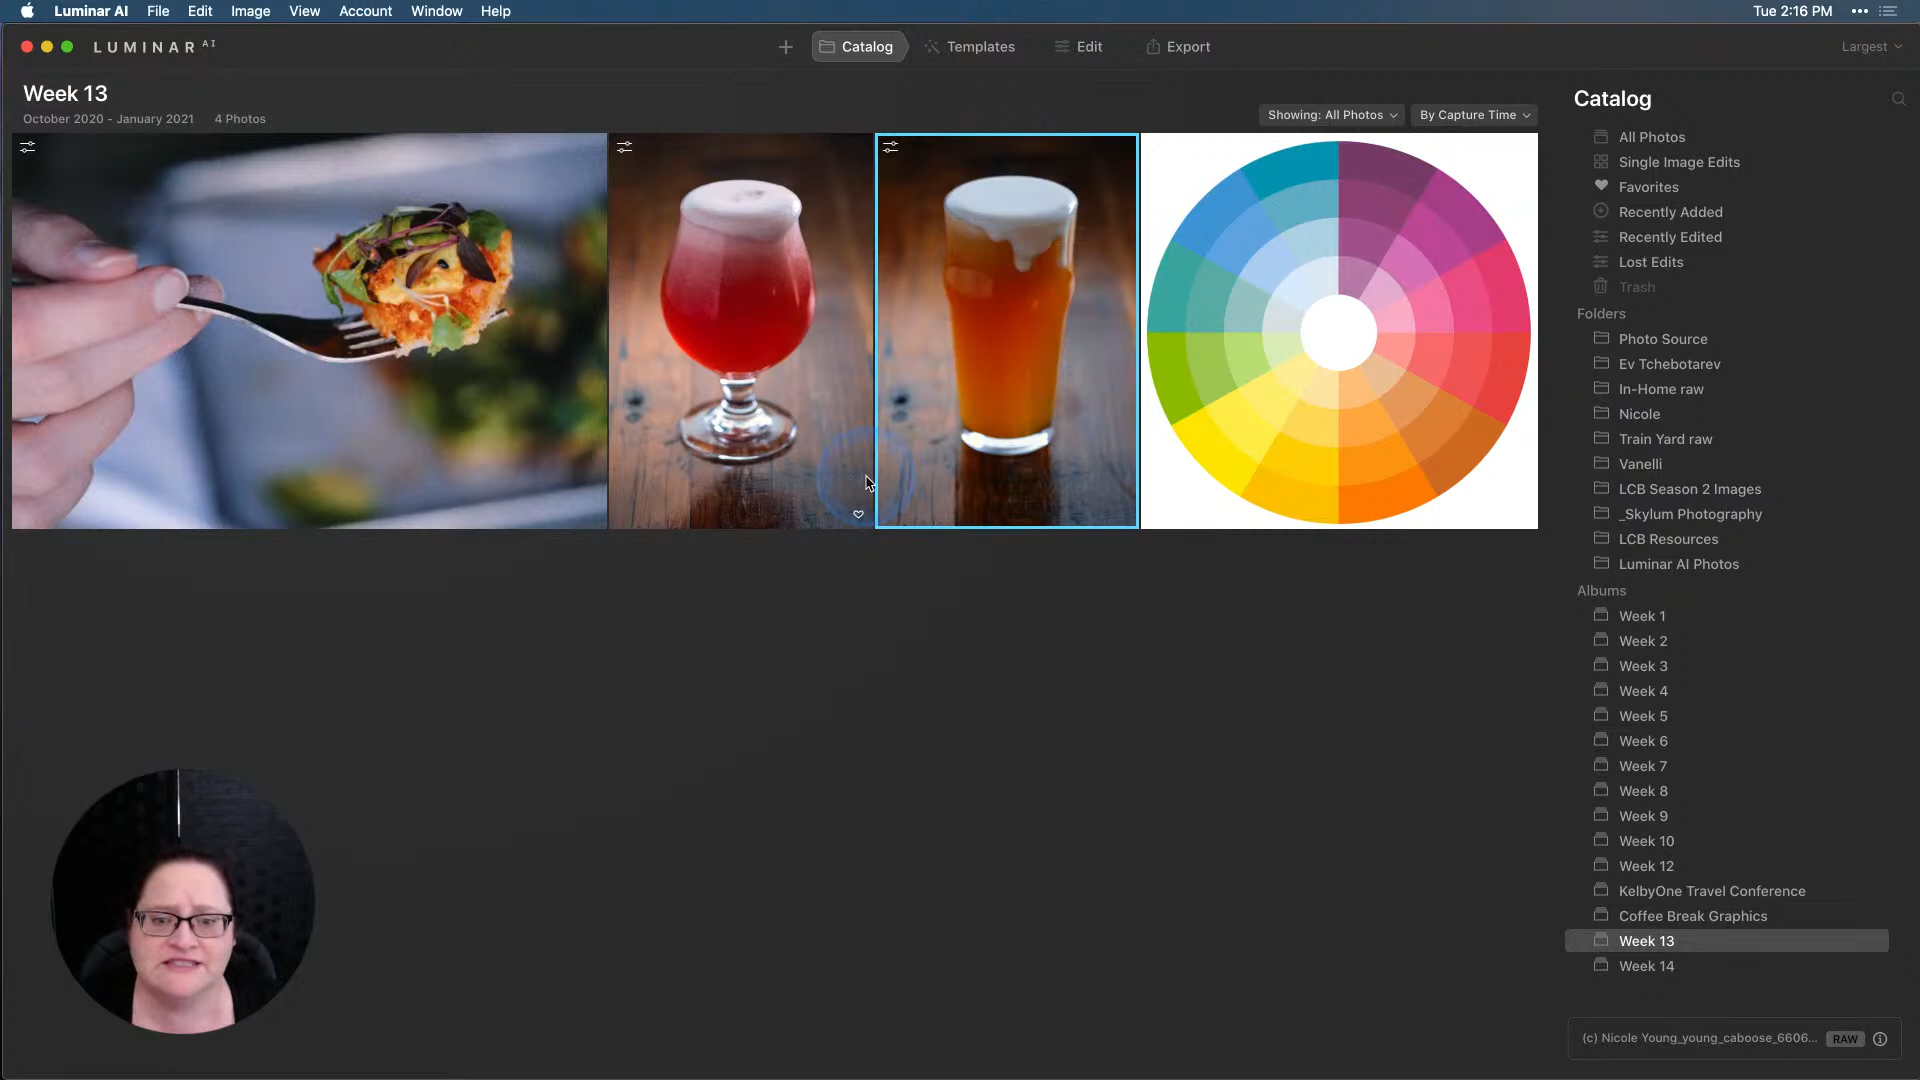 Luminar AI File Edit Image View Account Window Help Tue 2:16 PM
LUMINAR AI Catalog Templates Edit Export Largest
Week 13
October 2020 - January 2021 4 Photos
Showing: All Photos By Capture Time
Catalog
All Photos
Single Image Edits
Favorites
Recently Added
Recently Edited
Lost Edits
Trash
Folders
Photo Source
Ev Tchebotarev
In-Home raw
Nicole
Train Yard raw
Vanelli
LCB Season 2 Images
_Skylum Photography
LCB Resources
Luminar AI Photos
Albums
Week 1
Week 2
Week 3
Week 4
Week 5
Week 6
Week 7
Week 8
Week 9
Week 10
Week 12
KelbyOne Travel Conference
Coffee Break Graphics
Week 13
Week 14
(c) Nicole Young_young_caboose_6606... RAW